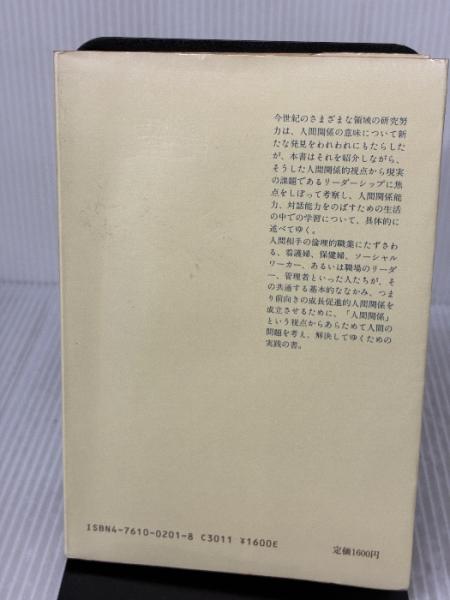 今世紀のさまざまな領域の研究努
力は、人間関係の意味について新
たな発見をわれわれにもたらした
が、本書はそれを紹介しながら、
そうした人間関係的視点から現実
の課題であるリーダーシップに焦
点をしぼって考察し、人間関係能
力、対話能力をのばすための生活
の中での学習について、具体的に
述べてゆく。
人間相手の倫理的職業にたずさわ
る、看護婦、保健婦、ソーシャル
ワーカー、あるいは職場のリーダ
ー、管理者といった人たちが、そ
の共通する基本的ななかみ、つま
り前向きの成長促進的人間関係を
成立させるために、「人間関係」
という視点からあらためて人間の
問題を考え、解決してゆくための
実践の書。
ISBN4-7610-0201-8 C3011 ¥1600E
定価1600円